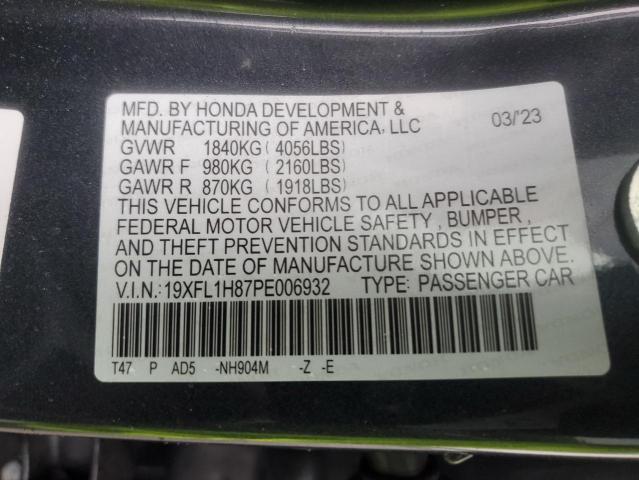 MFD. BY HONDA DEVELOPMENT &
MANUFACTURING OF AMERICA, LLC 03/'23
GVWR 1840KG (4056LBS)
GAWR F 980KG (2160LBS)
GAWR R 870KG (1918LBS)
THIS VEHICLE CONFORMS TO ALL APPLICABLE
FEDERAL MOTOR VEHICLE SAFETY, BUMPER,
AND THEFT PREVENTION STANDARDS IN EFFECT
ON THE DATE OF MANUFACTURE SHOWN ABOVE.
V.I.N.:19XFL1H87PE006932 TYPE: PASSENGER CAR
T47 P AD5 -NH904M -Z -E